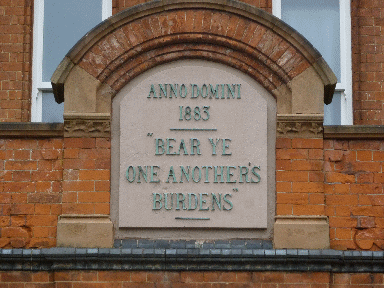 ANNO DOMINI
1883
"BEAR YE
ONE ANOTHER'S
BURDENS"